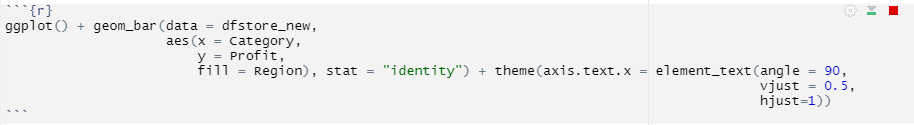 ```{r}
ggplot() + geom_bar(data = dfstore_new,
                    aes(x = Category,
                        y = Profit,
                        fill = Region), stat = "identity") + theme(axis.text.x = element_text(angle = 90,
                                                                                              vjust = 0.5,
                                                                                              hjust=1))
```